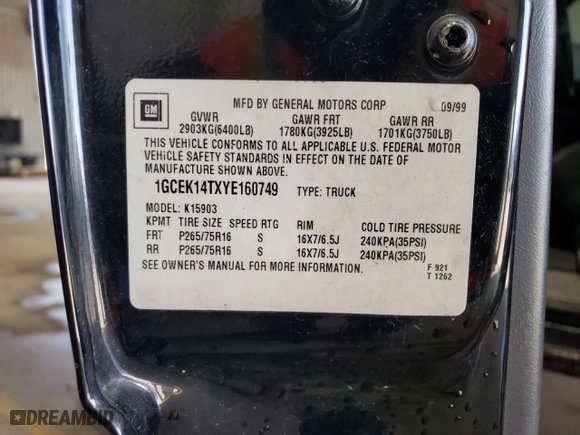 GM
MFD BY GENERAL MOTORS CORP 09/99
GVWR GAWR FRT GAWR RR
2903KG(6400LB) 1780KG(3925LB) 1701KG(3750LB)
THIS VEHICLE CONFORMS TO ALL APPLICABLE U.S. FEDERAL MOTOR
VEHICLE SAFETY STANDARDS IN EFFECT ON THE DATE OF
MANUFACTURE SHOWN ABOVE.
1GCEK14TXYE160749 TYPE: TRUCK
MODEL: K15903
KPMT TIRE SIZE SPEED RTG RIM COLD TIRE PRESSURE
FRT P265/75R16 S 16X7/6.5J 240KPA(35PSI)
RR P265/75R16 S 16X7/6.5J 240KPA(35PSI)
SEE OWNER'S MANUAL FOR MORE INFORMATION.
F 921
T 1262
DREAMBID